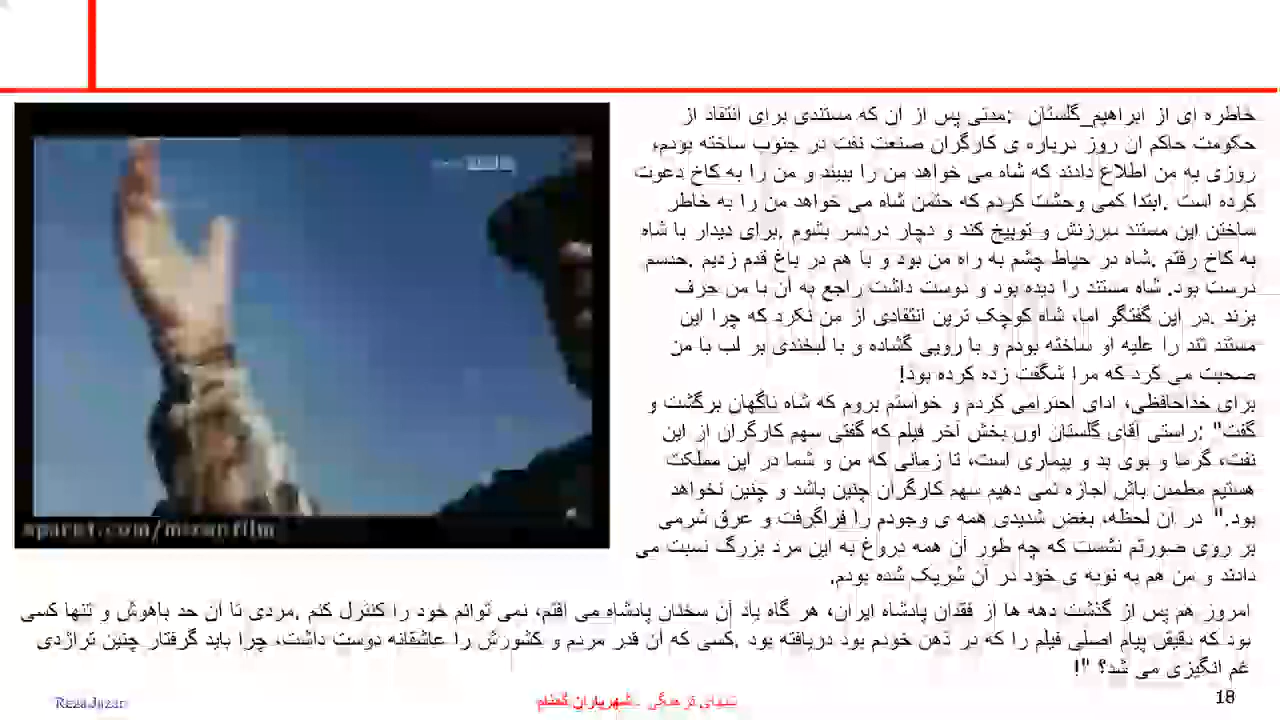 خاطره ای از ابراهیم_گلستان :مدتی پس از آن که مستندی برای انتقاد از
حکومت حاکم آن روز درباره ی کارگران صنعت نفت در جنوب ساخته بودم،
روزی به من اطلاع دادند که شاه می خواهد من را ببیند و من را به کاخ دعوت
کرده است .ابتدا کمی وحشت کردم که حتمن شاه می خواهد من را به خاطر
ساختن این مستند سرزنش و توبیخ کند و دچار دردسر بشوم .برای دیدار با شاه
به کاخ رفتم .شاه در حیاط چشم به راه من بود و با هم در باغ قدم زدیم .حدسم
درست بود. شاه مستند را دیده بود و دوست داشت راجع به آن با من حرف
بزند .در این گفتگو اما، شاه کوچک ترین انتقادی از من نکرد که چرا این
مستند تند را علیه او ساخته بودم و با رویی گشاده و با لبخندی بر لب با من
صحبت می کرد که مرا شگفت زده کرده بود!
برای خداحافظی، ادای احترامی کردم و خواستم بروم که شاه ناگهان برگشت و
گفت" :راستی آقای گلستان اون بخش آخر فیلم که گفتی سهم کارگران از این
نفت، گرما و بوی بد و بیماری است، تا زمانی که من و شما در این مملکت
هستیم مطمئن باش اجازه نمی دهیم سهم کارگران چنین باشد و چنین نخواهد
بود." در آن لحظه، بغض شدیدی همه ی وجودم را فراگرفت و عرق شرمی
بر روی صورتم نشست که چه طور آن همه دروغ به این مرد بزرگ نسبت می
دادند و من هم به نوبه ی خود در آن شریک شده بودم.
امروز هم پس از گذشت دهه ها از فقدان پادشاه ایران، هر گاه یاد آن سخنان پادشاه می افتم، نمی توانم خود را کنترل کنم .مردی تا آن حد باهوش و تنها کسی
بود که دقیقن پیام اصلی فیلم را که در ذهن خودم بود دریافته بود .کسی که آن قدر مردم و کشورش را عاشقانه دوست داشت، چرا باید گرفتار چنین تراژدی
غم انگیزی می شد؟ "!
aparat.com/miranfilm
Reza Jazari
شهریاران گمنام
18